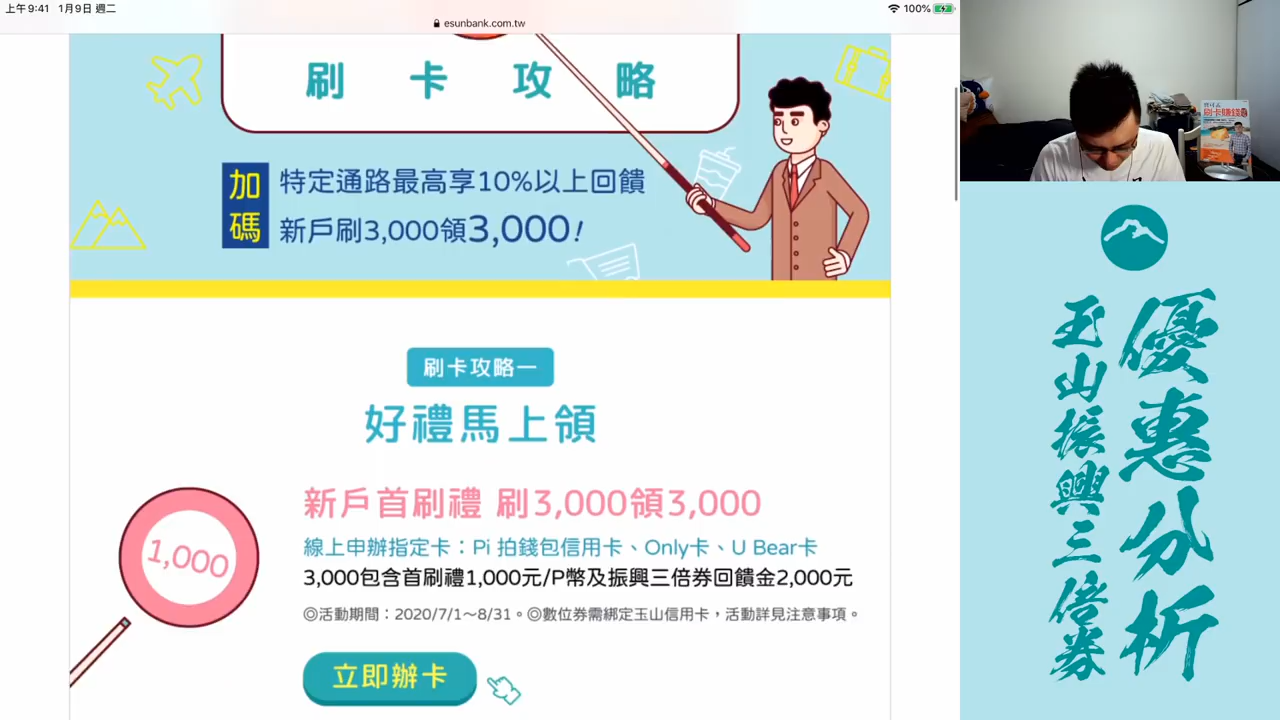 上午9:41 1月9日 週二
100%
esunbank.com.tw
刷卡攻略
加碼
特定通路最高享10%以上回饋
新戶刷3,000領3,000!
刷卡攻略一
好禮馬上領
1,000
新戶首刷禮 刷3,000領3,000
線上申辦指定卡：Pi 拍錢包信用卡、Only卡、U Bear卡
3,000包含首刷禮1,000元/P幣及振興三倍券回饋金2,000元
◎活動期間：2020/7/1～8/31。◎數位券需綁定玉山信用卡，活動詳見注意事項。
立即辦卡
刷卡賺錢
優惠分析
玉山振興三倍券